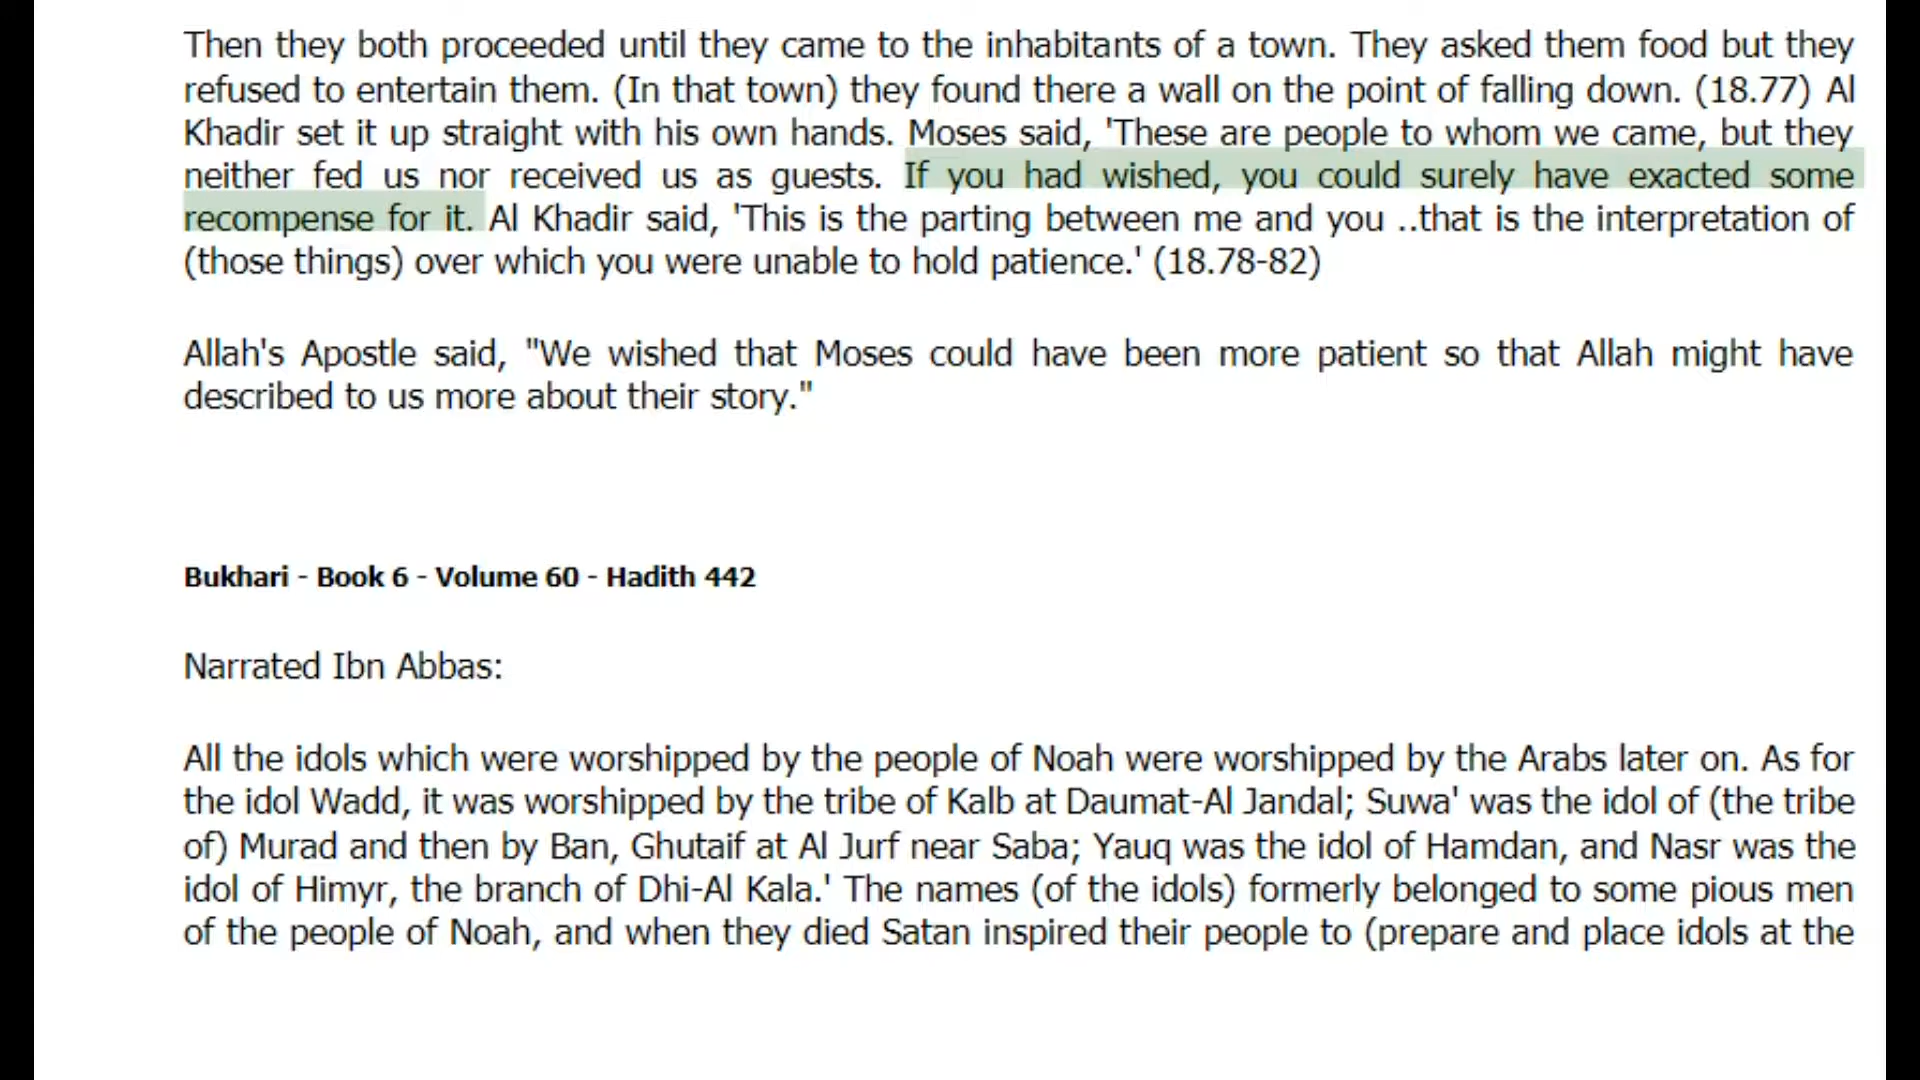 Then they both proceeded until they came to the inhabitants of a town. They asked them food but they
refused to entertain them. (In that town) they found there a wall on the point of falling down. (18.77) Al
Khadir set it up straight with his own hands. Moses said, 'These are people to whom we came, but they
neither fed us nor received us as guests. If you had wished, you could surely have exacted some
recompense for it. Al Khadir said, 'This is the parting between me and you ..that is the interpretation of
(those things) over which you were unable to hold patience.' (18.78-82)
Allah's Apostle said, "We wished that Moses could have been more patient so that Allah might have
described to us more about their story."
Bukhari - Book 6 - Volume 60 - Hadith 442
Narrated Ibn Abbas:
All the idols which were worshipped by the people of Noah were worshipped by the Arabs later on. As for
the idol Wadd, it was worshipped by the tribe of Kalb at Daumat-Al Jandal; Suwa' was the idol of (the tribe
of) Murad and then by Ban, Ghutaif at Al Jurf near Saba; Yauq was the idol of Hamdan, and Nasr was the
idol of Himyr, the branch of Dhi-Al Kala.' The names (of the idols) formerly belonged to some pious men
of the people of Noah, and when they died Satan inspired their people to (prepare and place idols at the